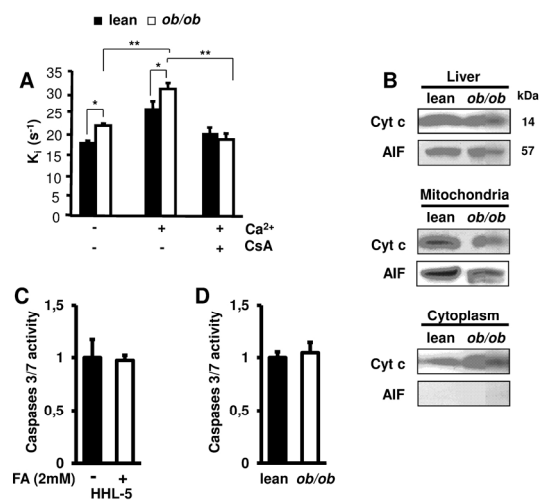 lean ob/ob
**
**
A
*
*
K_i (s⁻¹)
35
30
25
20
15
10
5
0
- + + Ca²⁺
- - + CsA
B
Liver
lean ob/ob kDa
Cyt c 14
AIF 57
Mitochondria
lean ob/ob
Cyt c
AIF
Cytoplasm
lean ob/ob
Cyt c
AIF
C
Caspases 3/7 activity
1,5
1
0,5
0
FA (2mM) - +
HHL-5
D
Caspases 3/7 activity
1,5
1
0,5
0
lean ob/ob